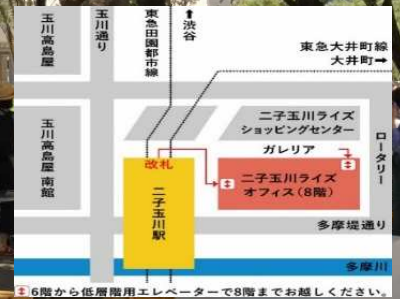 玉川高島屋
玉川通り
東急田園都市線
↑渋谷
東急大井町線
大井町→
玉川高島屋 南館
二子玉川ライズ
ショッピングセンター
ガレリア
ロータリー
改札
二子玉川駅
二子玉川ライズ
オフィス(8階)
多摩堤通り
多摩川
6階から低層階用エレベーターで8階までお越しください。